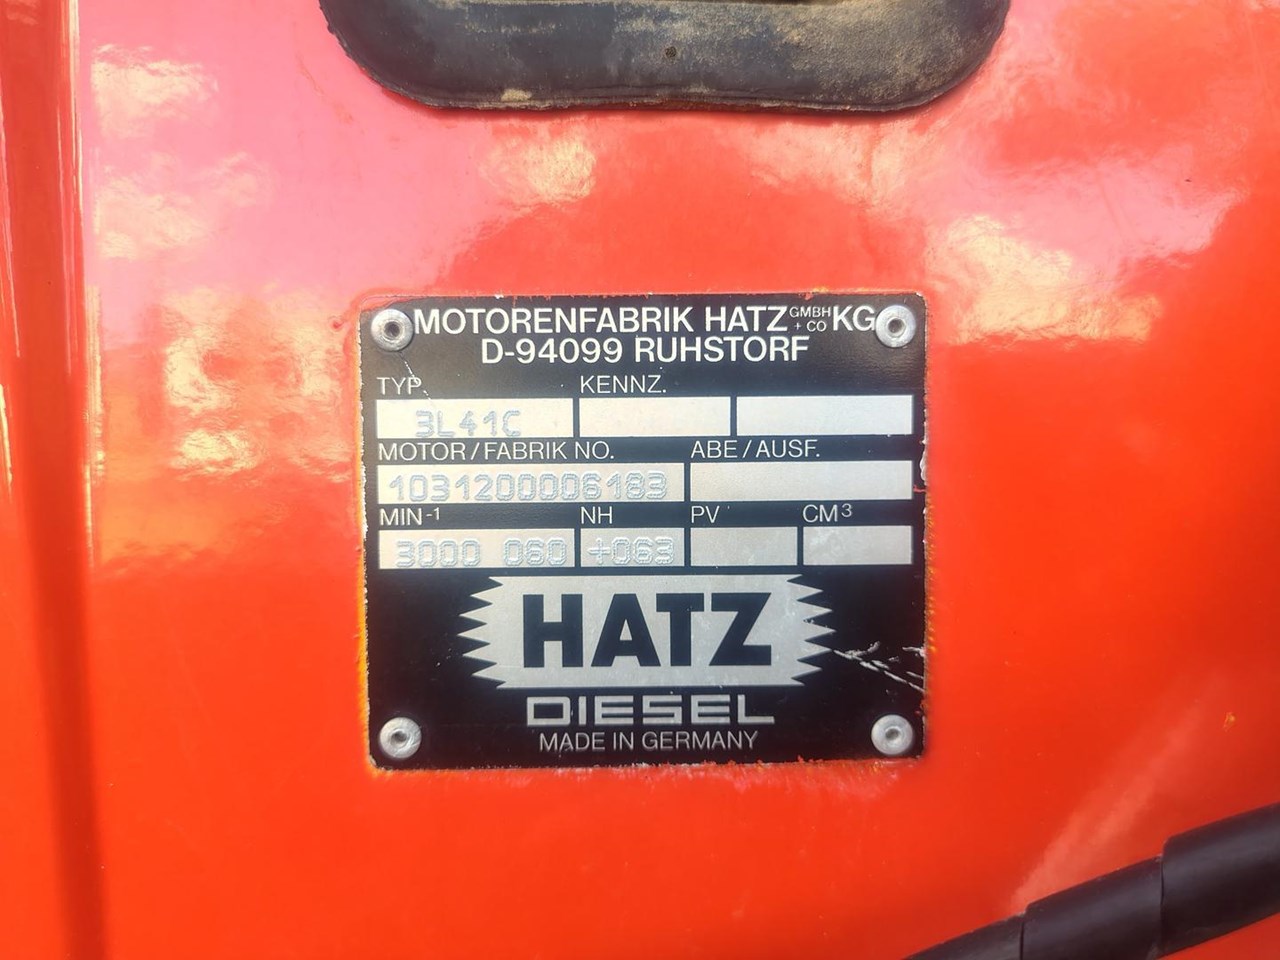 MOTORENFABRIK HATZ GMBH + CO KG
D-94099 RUHSTORF
TYP KENNZ.
3L41C
MOTOR/FABRIK NO. ABE/AUSF.
1031200006183
MIN-1 NH PV CM3
3000 060 +063
HATZ
DIESEL
MADE IN GERMANY